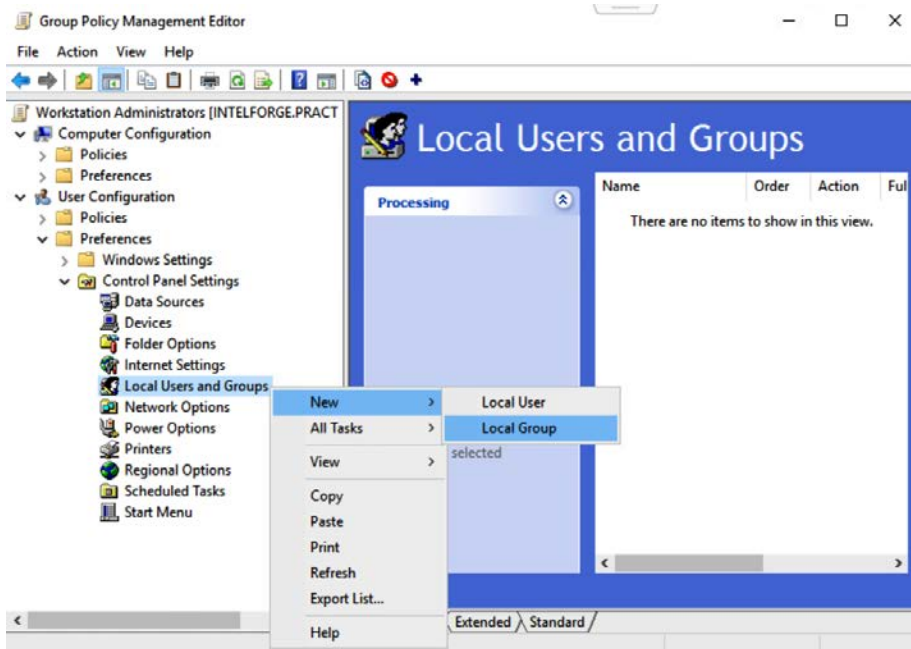 Group Policy Management Editor
File Action View Help
Workstation Administrators [INTELFORGE.PRACT
Computer Configuration
Policies
Preferences
User Configuration
Policies
Preferences
Windows Settings
Control Panel Settings
Data Sources
Devices
Folder Options
Internet Settings
Local Users and Groups
Network Options
Power Options
Printers
Regional Options
Scheduled Tasks
Start Menu
New
All Tasks
View
Copy
Paste
Print
Refresh
Export List...
Help
Local User
Local Group
Local Users and Groups
Processing
selected
Name Order Action Ful
There are no items to show in this view.
Extended Standard